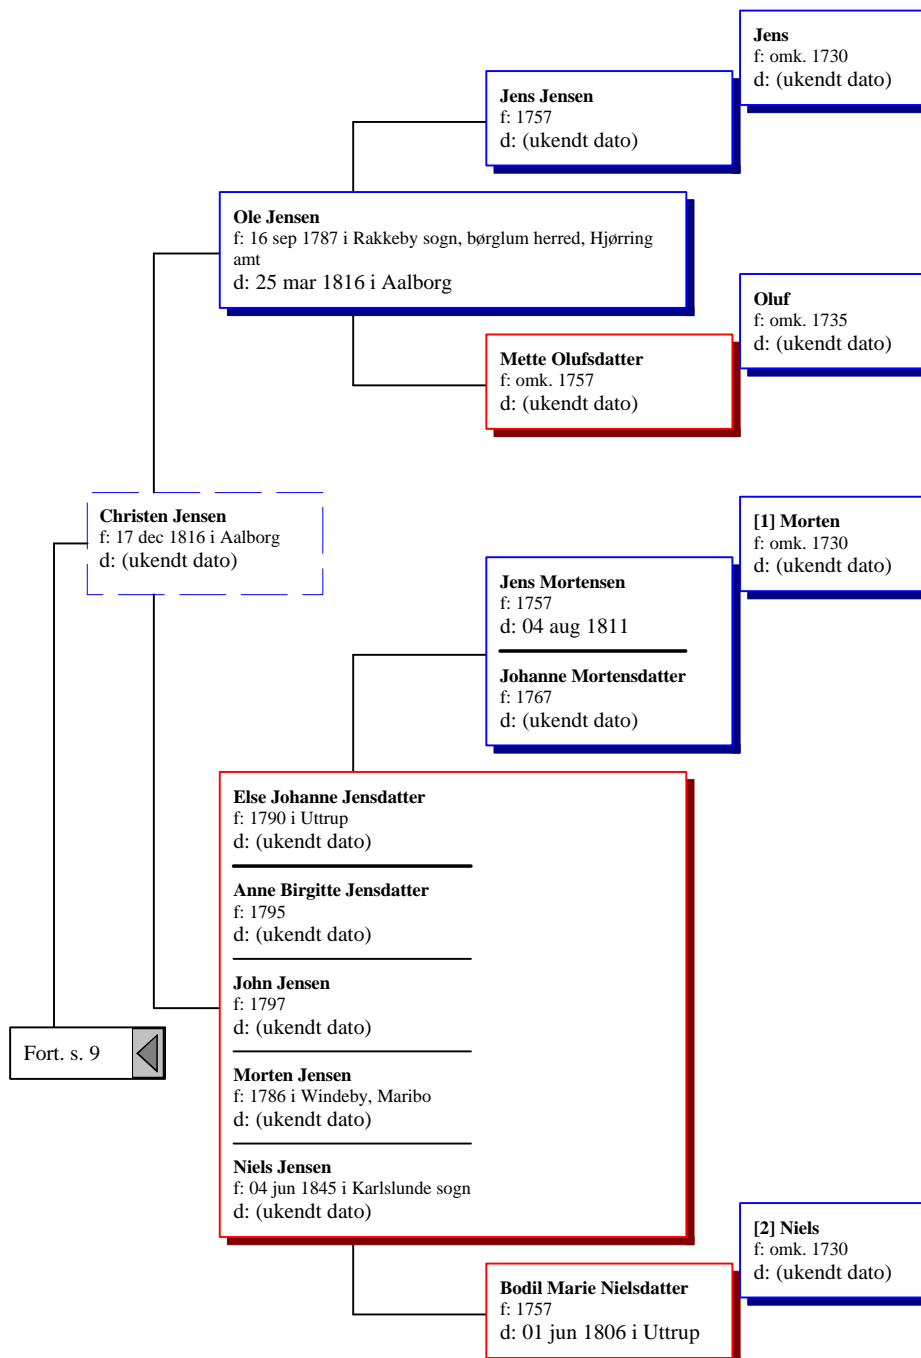 Jens
f: omk. 1730
d: (ukendt dato)
Jens Jensen
f: 1757
d: (ukendt dato)
Ole Jensen
f: 16 sep 1787 i Rakkeby sogn, børglum herred, Hjørring
amt
d: 25 mar 1816 i Aalborg
Oluf
f: omk. 1735
d: (ukendt dato)
Mette Olufsdatter
f: omk. 1757
d: (ukendt dato)
Christen Jensen
f: 17 dec 1816 i Aalborg
d: (ukendt dato)
[1] Morten
f: omk. 1730
d: (ukendt dato)
Jens Mortensen
f: 1757
d: 04 aug 1811
Johanne Mortensdatter
f: 1767
d: (ukendt dato)
Else Johanne Jensdatter
f: 1790 i Uttrup
d: (ukendt dato)
Anne Birgitte Jensdatter
f: 1795
d: (ukendt dato)
John Jensen
f: 1797
d: (ukendt dato)
Fort. s. 9
Morten Jensen
f: 1786 i Windeby, Maribo
d: (ukendt dato)
Niels Jensen
f: 04 jun 1845 i Karlslunde sogn
d: (ukendt dato)
[2] Niels
f: omk. 1730
d: (ukendt dato)
Bodil Marie Nielsdatter
f: 1757
d: 01 jun 1806 i Uttrup